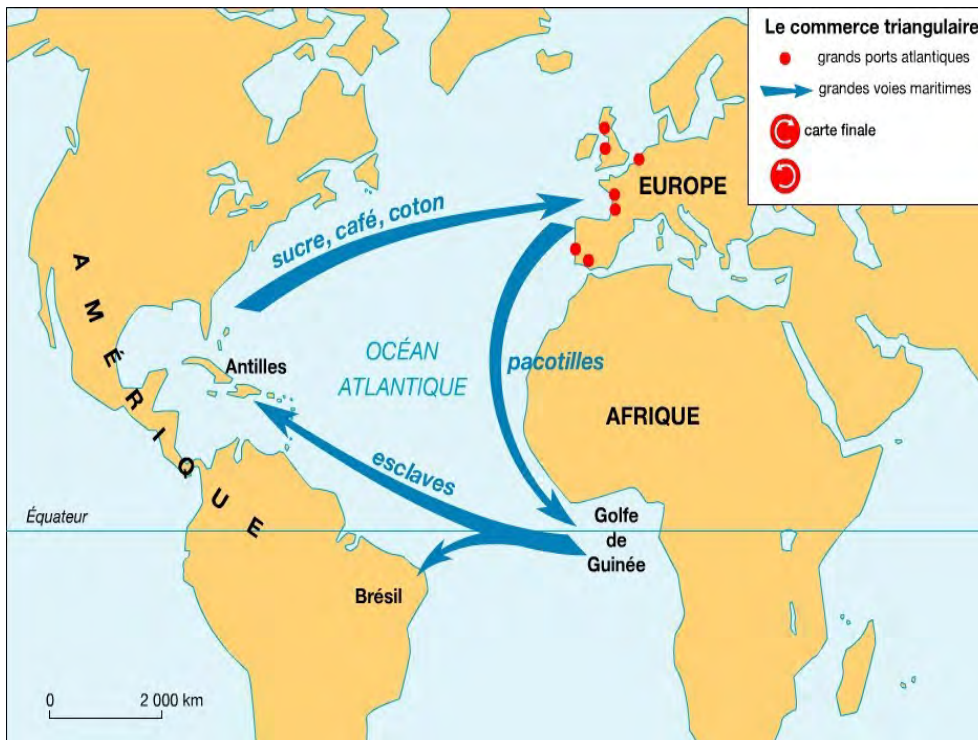 Le commerce triangulaire
grands ports atlantiques
grandes voies maritimes
carte finale
EUROPE
sucre, café, coton
AMÉRIQUE
Antilles
OCÉAN
ATLANTIQUE
pacotilles
AFRIQUE
esclaves
Équateur
Golfe
de
Guinée
Brésil
0 2 000 km